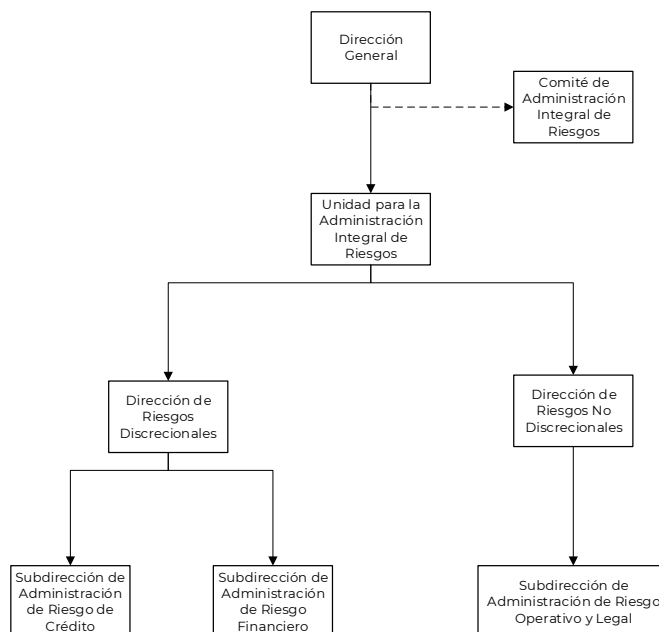 Dirección
General
Comité de
Administración
Integral de
Riesgos
Unidad para la
Administración
Integral de
Riesgos
Dirección de
Riesgos
Discrecionales
Dirección de
Riesgos No
Discrecionales
Subdirección de
Administración
de Riesgo de
Crédito
Subdirección de
Administración
de Riesgo
Financiero
Subdirección de
Administración de Riesgo
Operativo y Legal